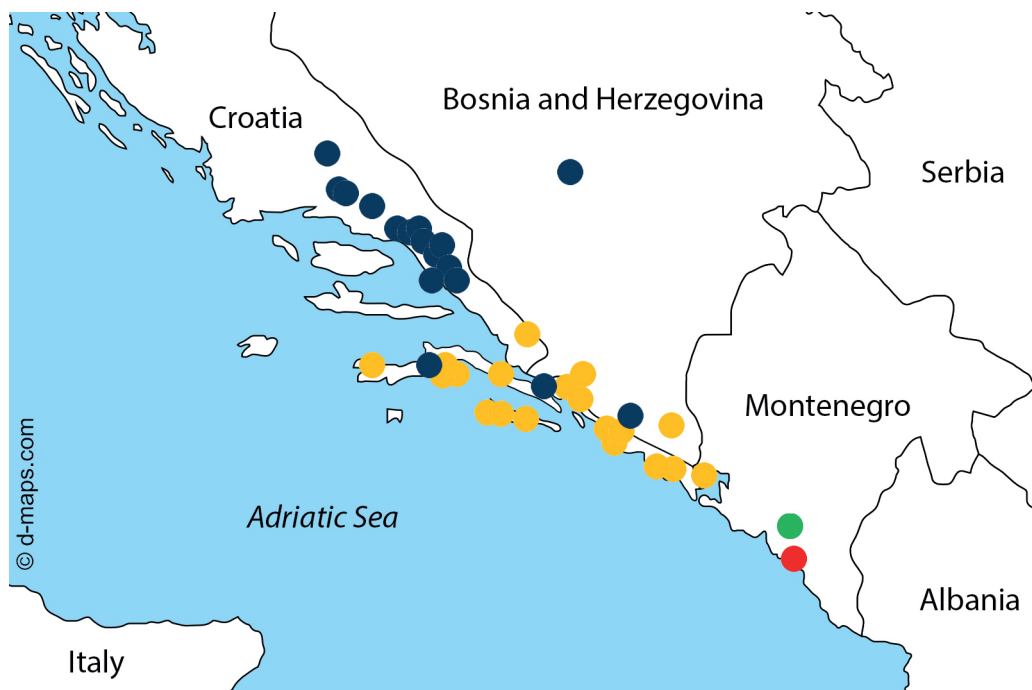 Bosnia and Herzegovina
Croatia
Serbia
Montenegro
Adriatic Sea
© d-maps.com
Albania
Italy